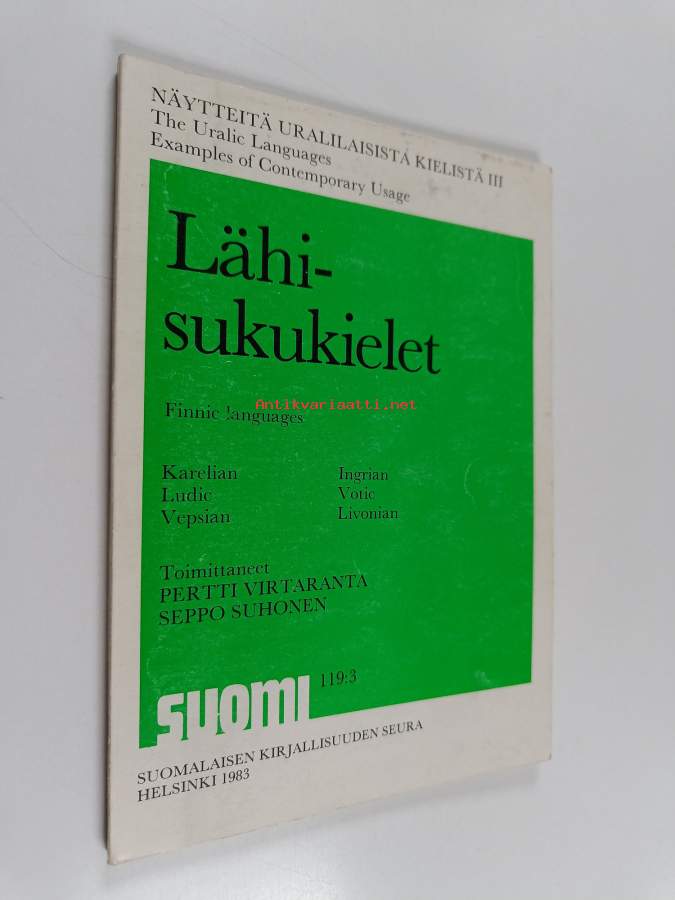 NÄYTTEITÄ URALILAISISTA KIELISTÄ III
The Uralic Languages
Examples of Contemporary Usage
Lähi-
sukukielet
Antikvariaatti.net
Finnic languages
Karelian
Ludic
Vepsian
Ingrian
Votic
Livonian
Toimittaneet
PERTTI VIRTARANTA
SEPPO SUHONEN
suomi 119:3
SUOMALAISEN KIRJALLISUUDEN SEURA
HELSINKI 1983